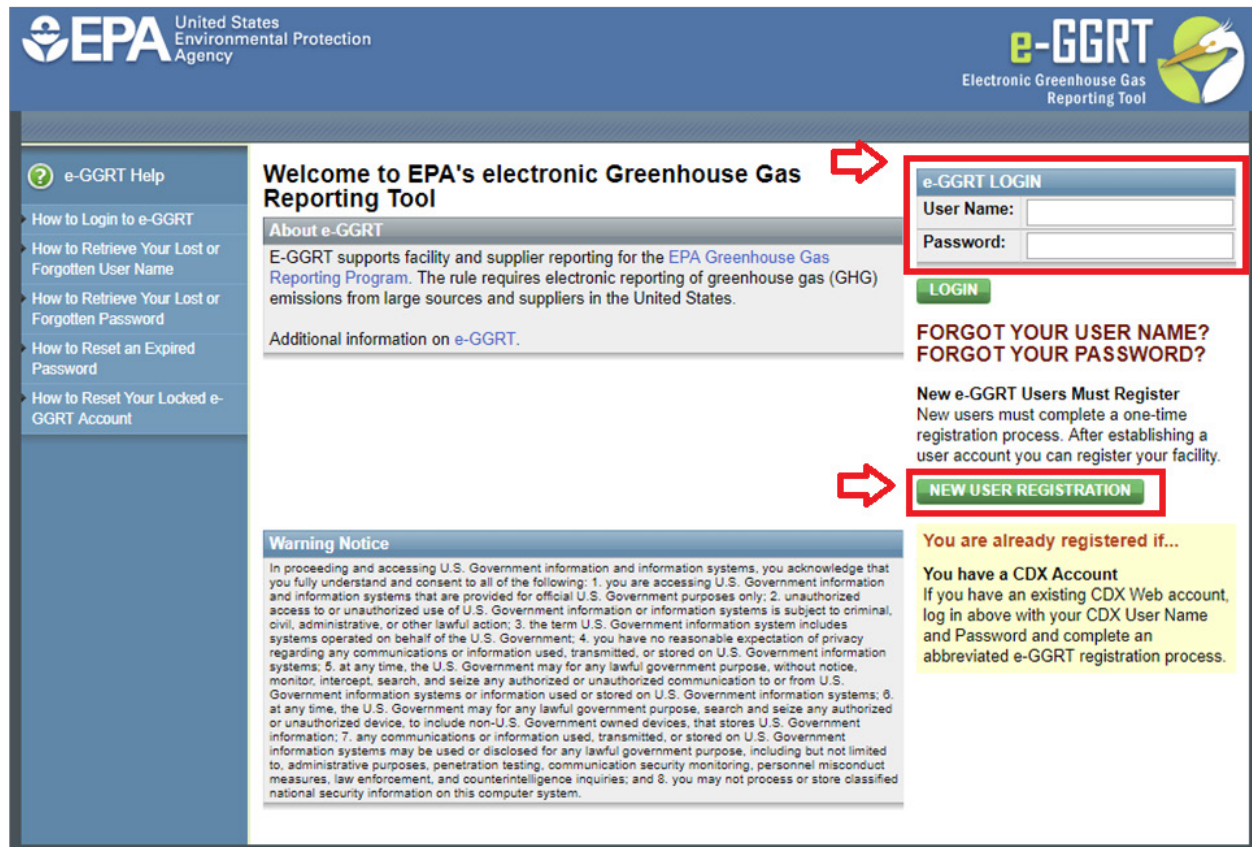 EPA
United States
Environmental Protection
Agency
e-GGRT
Electronic Greenhouse Gas
Reporting Tool
? e-GGRT Help
How to Login to e-GGRT
How to Retrieve Your Lost or
Forgotten User Name
How to Retrieve Your Lost or
Forgotten Password
How to Reset an Expired
Password
How to Reset Your Locked e-
GGRT Account
Welcome to EPA's electronic Greenhouse Gas
Reporting Tool
About e-GGRT
E-GGRT supports facility and supplier reporting for the EPA Greenhouse Gas
Reporting Program. The rule requires electronic reporting of greenhouse gas (GHG)
emissions from large sources and suppliers in the United States.
Additional information on e-GGRT.
Warning Notice
In proceeding and accessing U.S. Government information and information systems, you acknowledge that
you fully understand and consent to all of the following: 1. you are accessing U.S. Government information
and information systems that are provided for official U.S. Government purposes only; 2. unauthorized
access to or unauthorized use of U.S. Government information or information systems is subject to criminal,
civil, administrative, or other lawful action; 3. the term U.S. Government information system includes
systems operated on behalf of the U.S. Government; 4. you have no reasonable expectation of privacy
regarding any communications or information used, transmitted, or stored on U.S. Government information
systems; 5. at any time, the U.S. Government may for any lawful government purpose, without notice,
monitor, intercept, search, and seize any authorized or unauthorized communication to or from U.S.
Government information systems or information used or stored on U.S. Government information systems; 6.
at any time, the U.S. Government may for any lawful government purpose, search and seize any authorized
or unauthorized device, to include non-U.S. Government owned devices, that stores U.S. Government
information; 7. any communications or information used, transmitted, or stored on U.S. Government
information systems may be used or disclosed for any lawful government purpose, including but not limited
to, administrative purposes, penetration testing, communication security monitoring, personnel misconduct
measures, law enforcement, and counterintelligence inquiries; and 8. you may not process or store classified
national security information on this computer system.
e-GGRT LOGIN
User Name:
Password:
LOGIN
FORGOT YOUR USER NAME?
FORGOT YOUR PASSWORD?
New e-GGRT Users Must Register
New users must complete a one-time
registration process. After establishing a
user account you can register your facility.
NEW USER REGISTRATION
You are already registered if...
You have a CDX Account
If you have an existing CDX Web account,
log in above with your CDX User Name
and Password and complete an
abbreviated e-GGRT registration process.